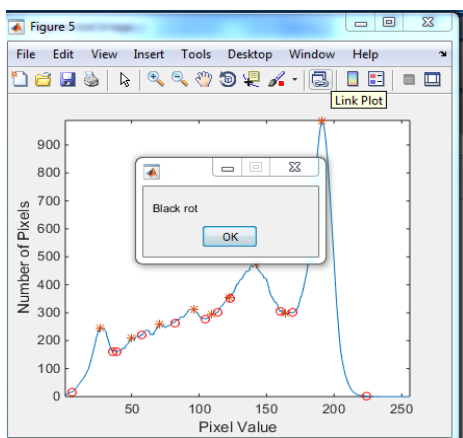 Figure 5
File Edit View Insert Tools Desktop Window Help
Link Plot
Black rot
OK
900
800
700
600
500
400
300
200
100
0
Number of Pixels
50 100 150 200 250
Pixel Value